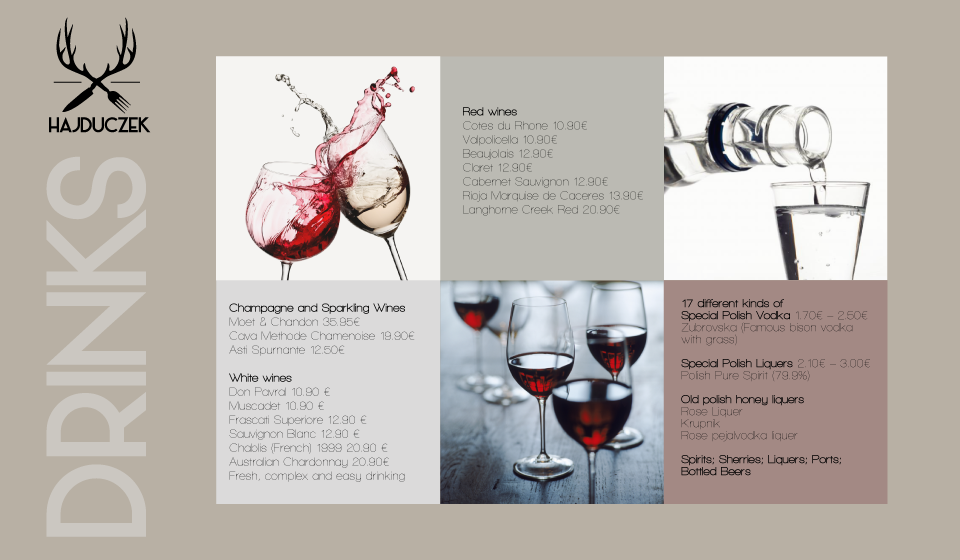 HAJDUCZEK
DRINKS
Red wines
Cotes du Rhone 10.90€
Valpolicella 10.90€
Beaujolais 12.90€
Claret 12.90€
Cabernet Sauvignon 12.90€
Rioja Marquise de Caceres 13.90€
Langhorne Creek Red 20.90€
Champagne and Sparkling Wines
Moet & Chandon 35.95€
Cava Methode Chamenoise 19.90€
Asti Spumante 12.50€
White wines
Don Pavral 10.90 €
Muscadet 10.90 €
Frascati Superiore 12.90 €
Sauvignon Blanc 12.90 €
Chablis (French) 1999 20.90 €
Australian Chardonnay 20.90€
Fresh, complex and easy drinking
17 different kinds of
Special Polish Vodka 1.70€ – 2.50€
Zubrovska (Famous bison vodka
with grass)
Special Polish Liquers 2.10€ – 3.00€
Polish Pure Spirit (79.9%)
Old polish honey liquers
Rose Liquer
Krupnik
Rose pejalvodka liquer
Spirits; Sherries; Liquers; Ports;
Bottled Beers